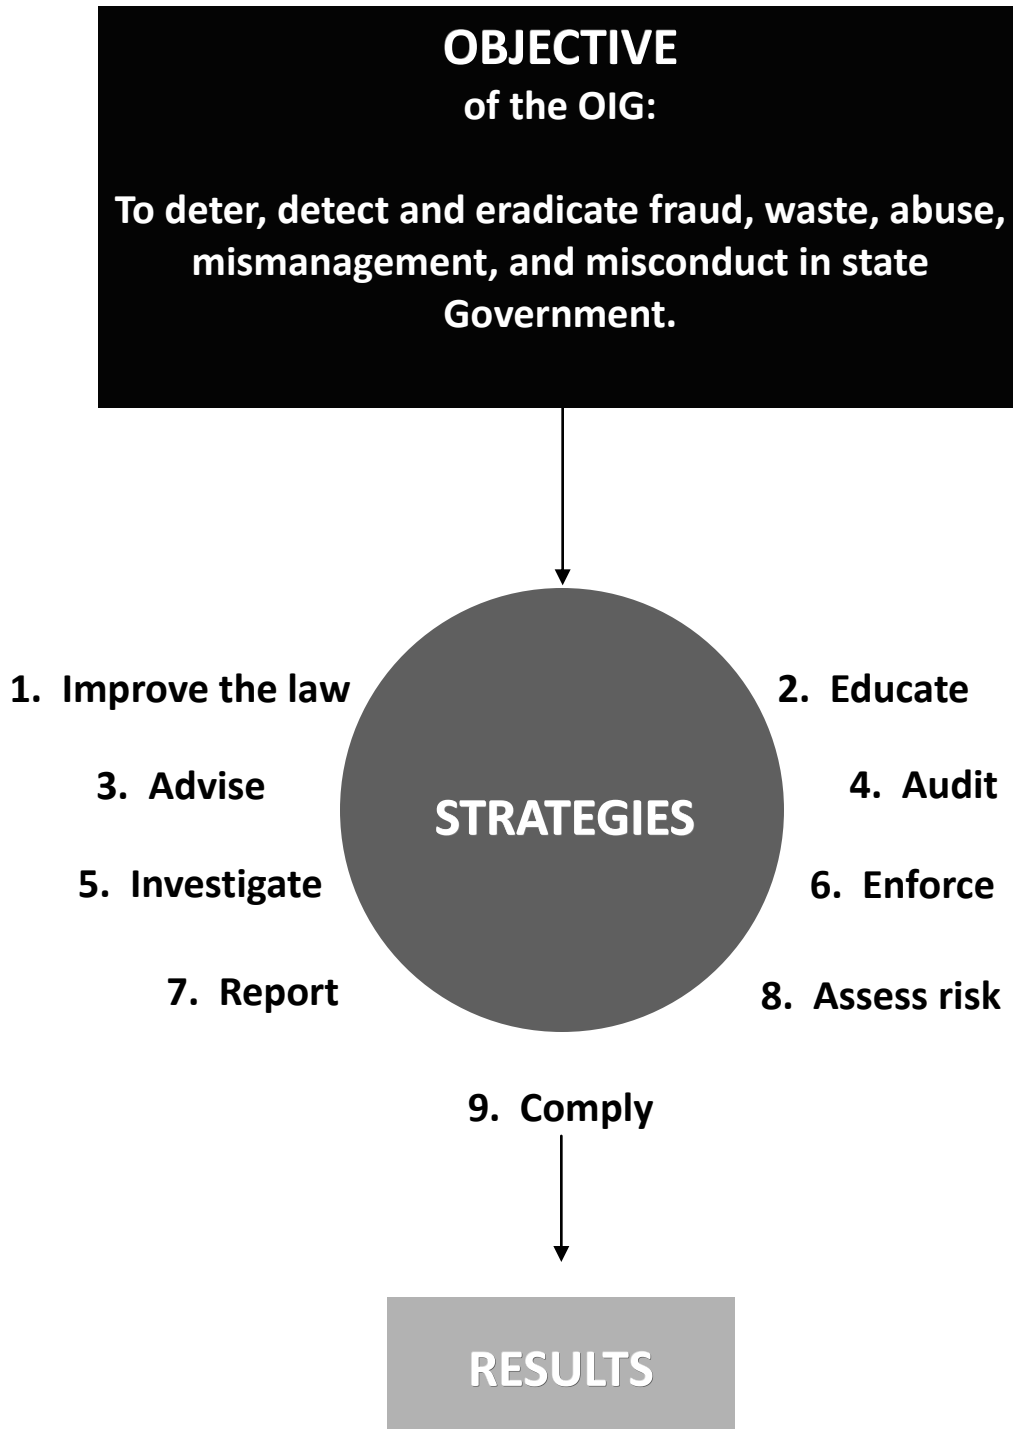 OBJECTIVE
of the OIG:
To deter, detect and eradicate fraud, waste, abuse,
mismanagement, and misconduct in state
Government.
1. Improve the law
2. Educate
3. Advise
4. Audit
STRATEGIES
5. Investigate
6. Enforce
7. Report
8. Assess risk
9. Comply
RESULTS